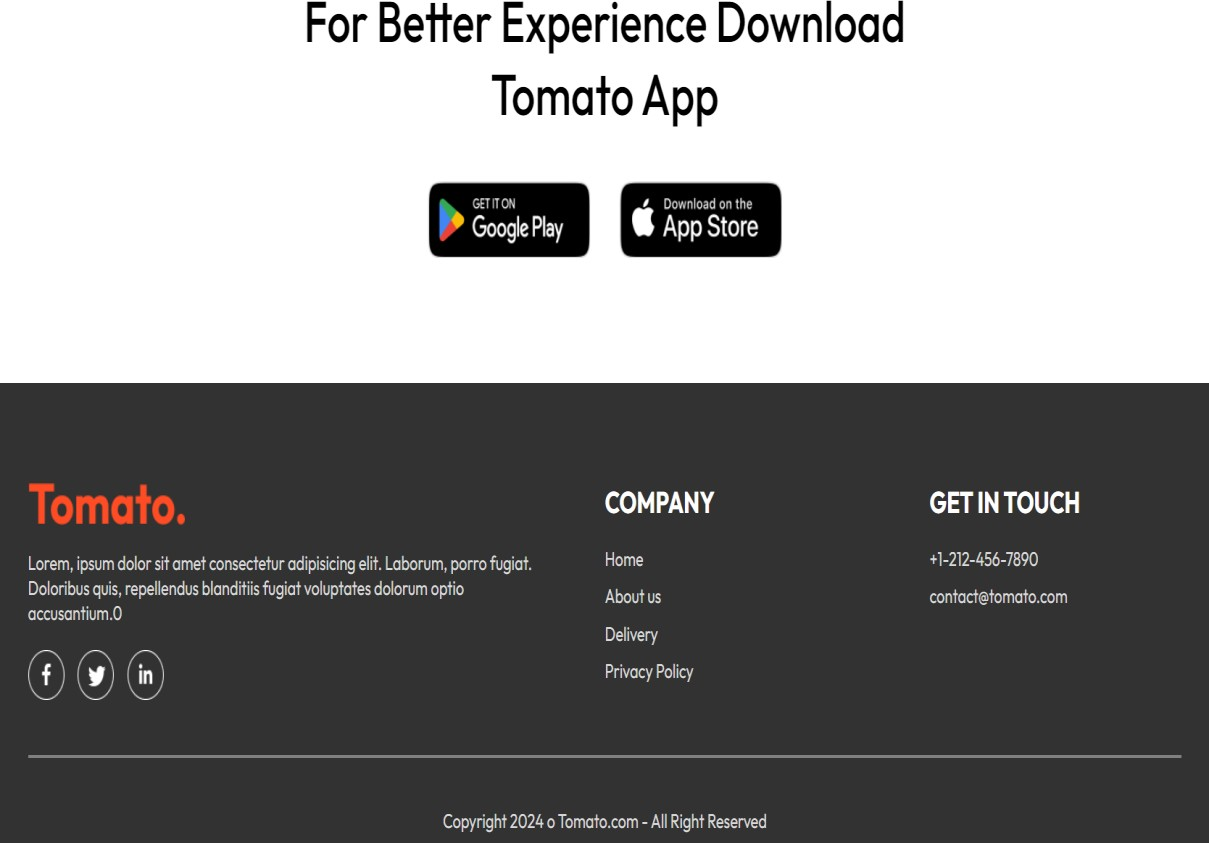 For Better Experience Download
Tomato App
GET IT ON
Google Play
Download on the
App Store
Tomato.
Lorem, ipsum dolor sit amet consectetur adipisicing elit. Laborum, porro fugiat.
Doloribus quis, repellendus blanditiis fugiat voluptates dolorum optio
accusantium.0
f
in
COMPANY
Home
About us
Delivery
Privacy Policy
GET IN TOUCH
+1-212-456-7890
contact@tomato.com
Copyright 2024 o Tomato.com - All Right Reserved